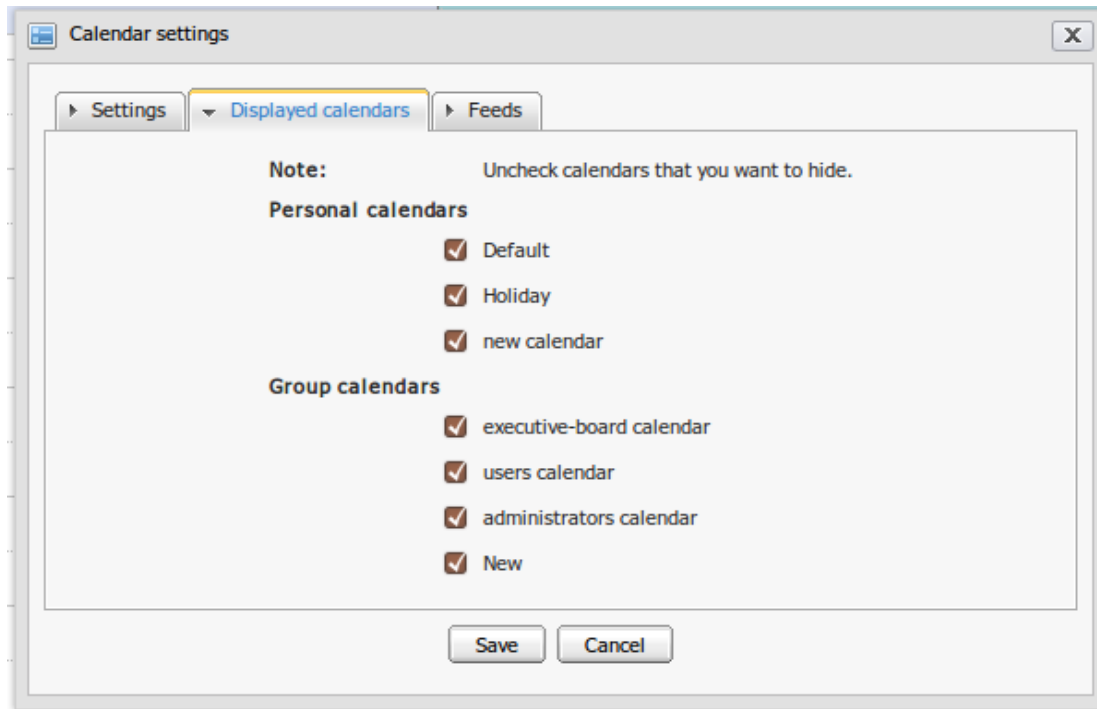 Calendar settings
X
Settings Displayed calendars Feeds
Note: Uncheck calendars that you want to hide.
Personal calendars
Default
Holiday
new calendar
Group calendars
executive-board calendar
users calendar
administrators calendar
New
Save Cancel